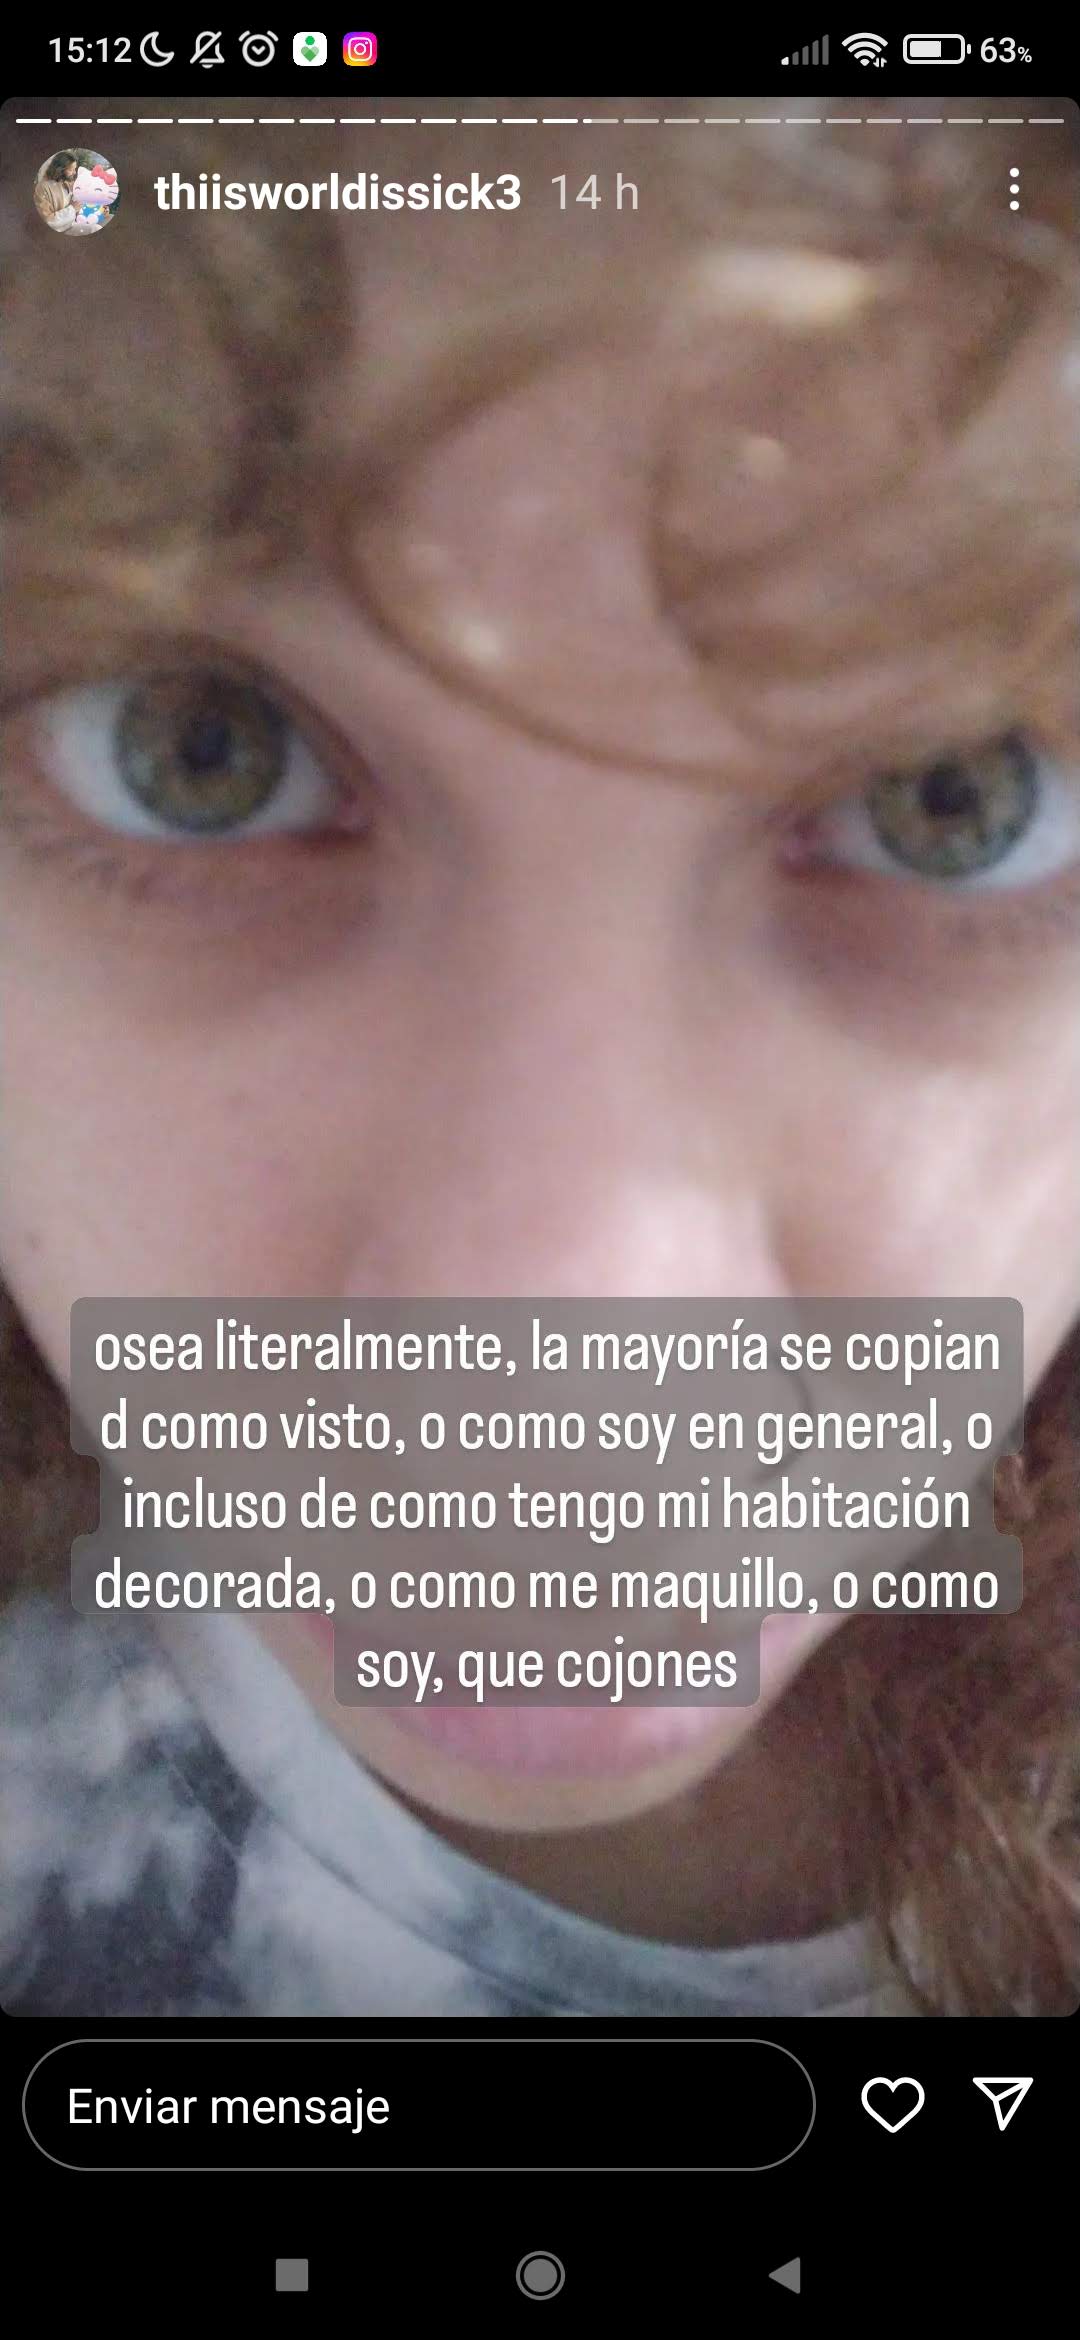 15:12 63%
thiisworldissick3 14 h
osea literalmente, la mayoría se copian
d como visto, o como soy en general, o
incluso de como tengo mi habitación
decorada, o como me maquillo, o como
soy, que cojones
Enviar mensaje